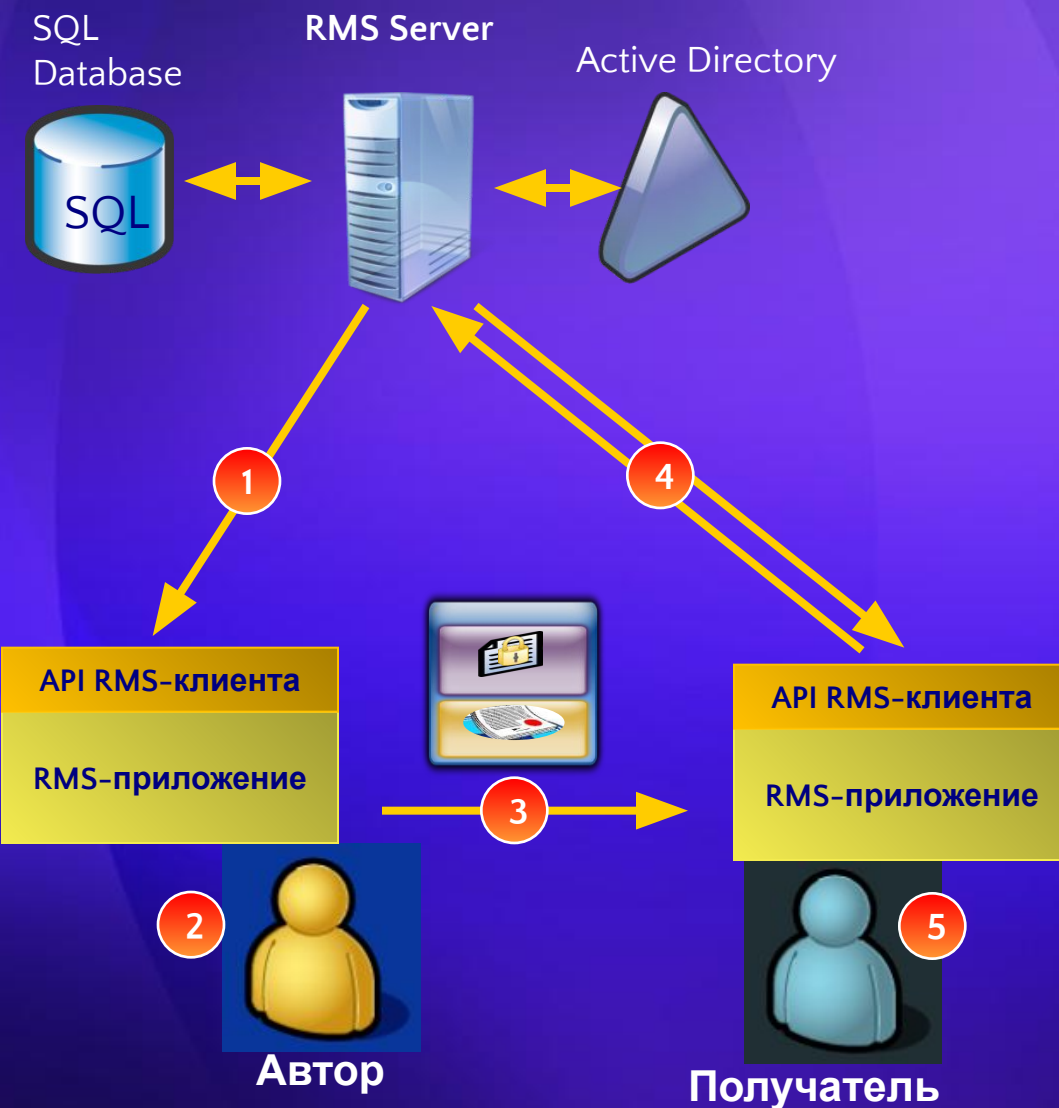 SQL
Database
RMS Server
Active Directory
SQL
1
4
API RMS-клиента
RMS-приложение
3
API RMS-клиента
RMS-приложение
2
5
Автор
Получатель